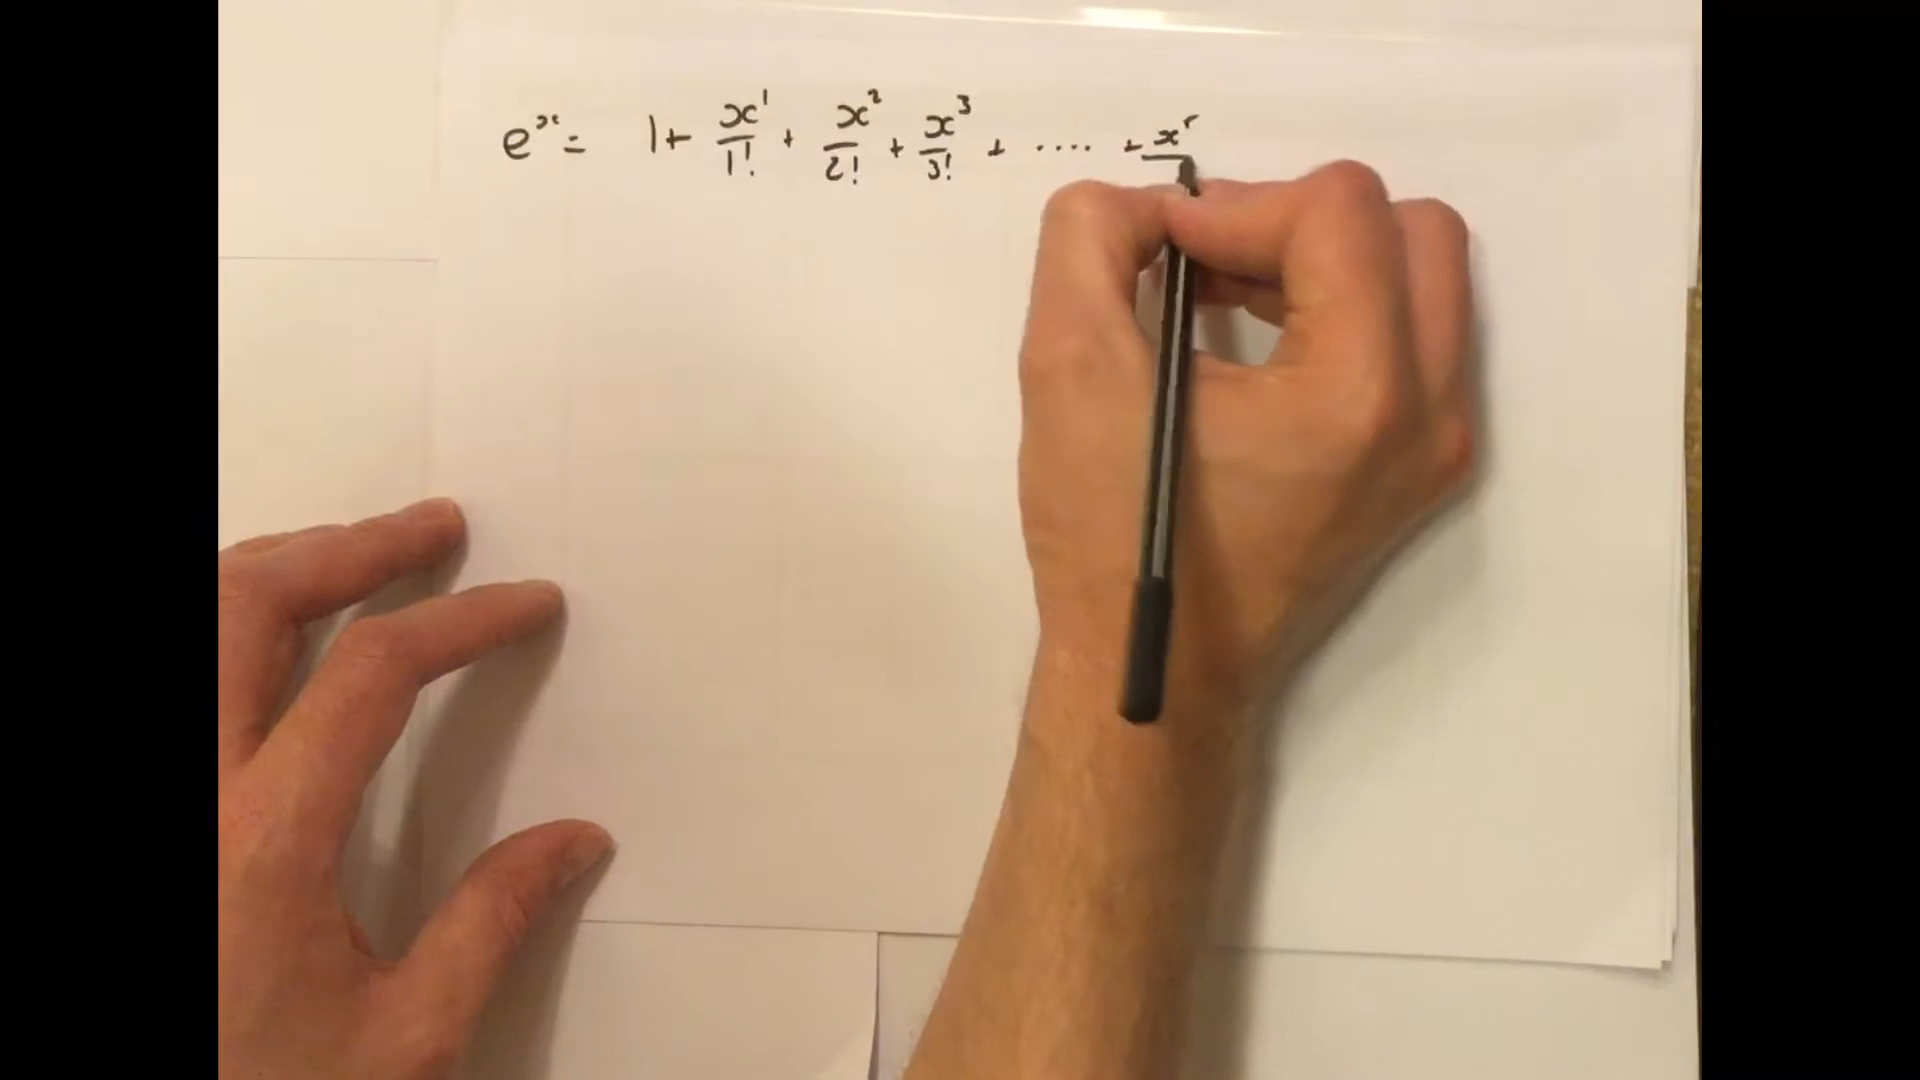 e^x = 1 + x^1/1! + x^2/2! + x^3/3! + .... + x^r